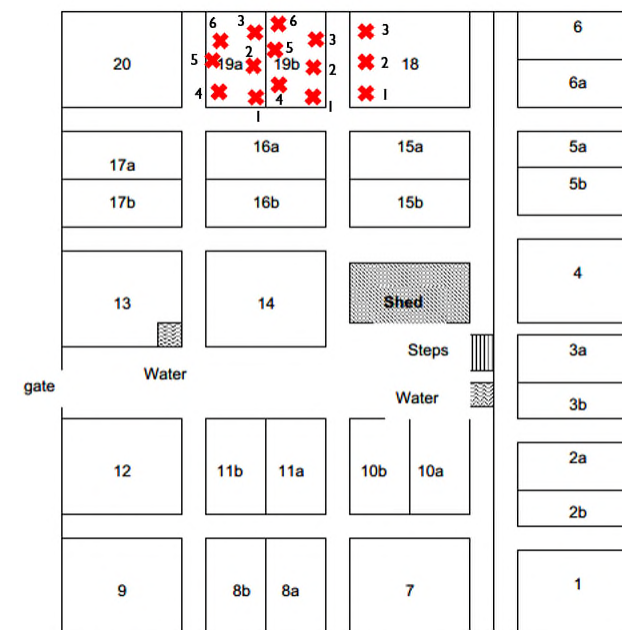 6 3 6 3
6
5 2 5 3
20 19a 19b 2 18 2
6a
4 4 1 1
1
16a 15a 5a
17a
5b
17b 16b 15b
4
13 14 Shed
Steps 3a
Water
gate
Water 3b
2a
12 11b 11a 10b 10a
2b
1
9 8b 8a 7